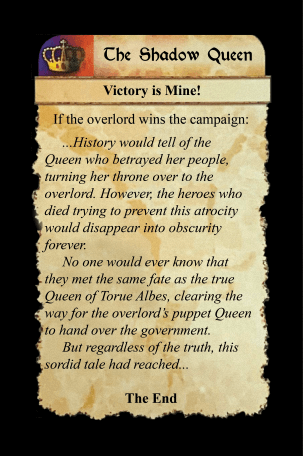 The Shadow Queen
Victory is Mine!
If the overlord wins the campaign:
...History would tell of the
Queen who betrayed her people,
turning her throne over to the
overlord. However, the heroes who
died trying to prevent this atrocity
would disappear into obscurity
forever.
No one would ever know that
they met the same fate as the true
Queen of Torue Albes, clearing the
way for the overlord's puppet Queen
to hand over the government.
But regardless of the truth, this
sordid tale had reached...
The End